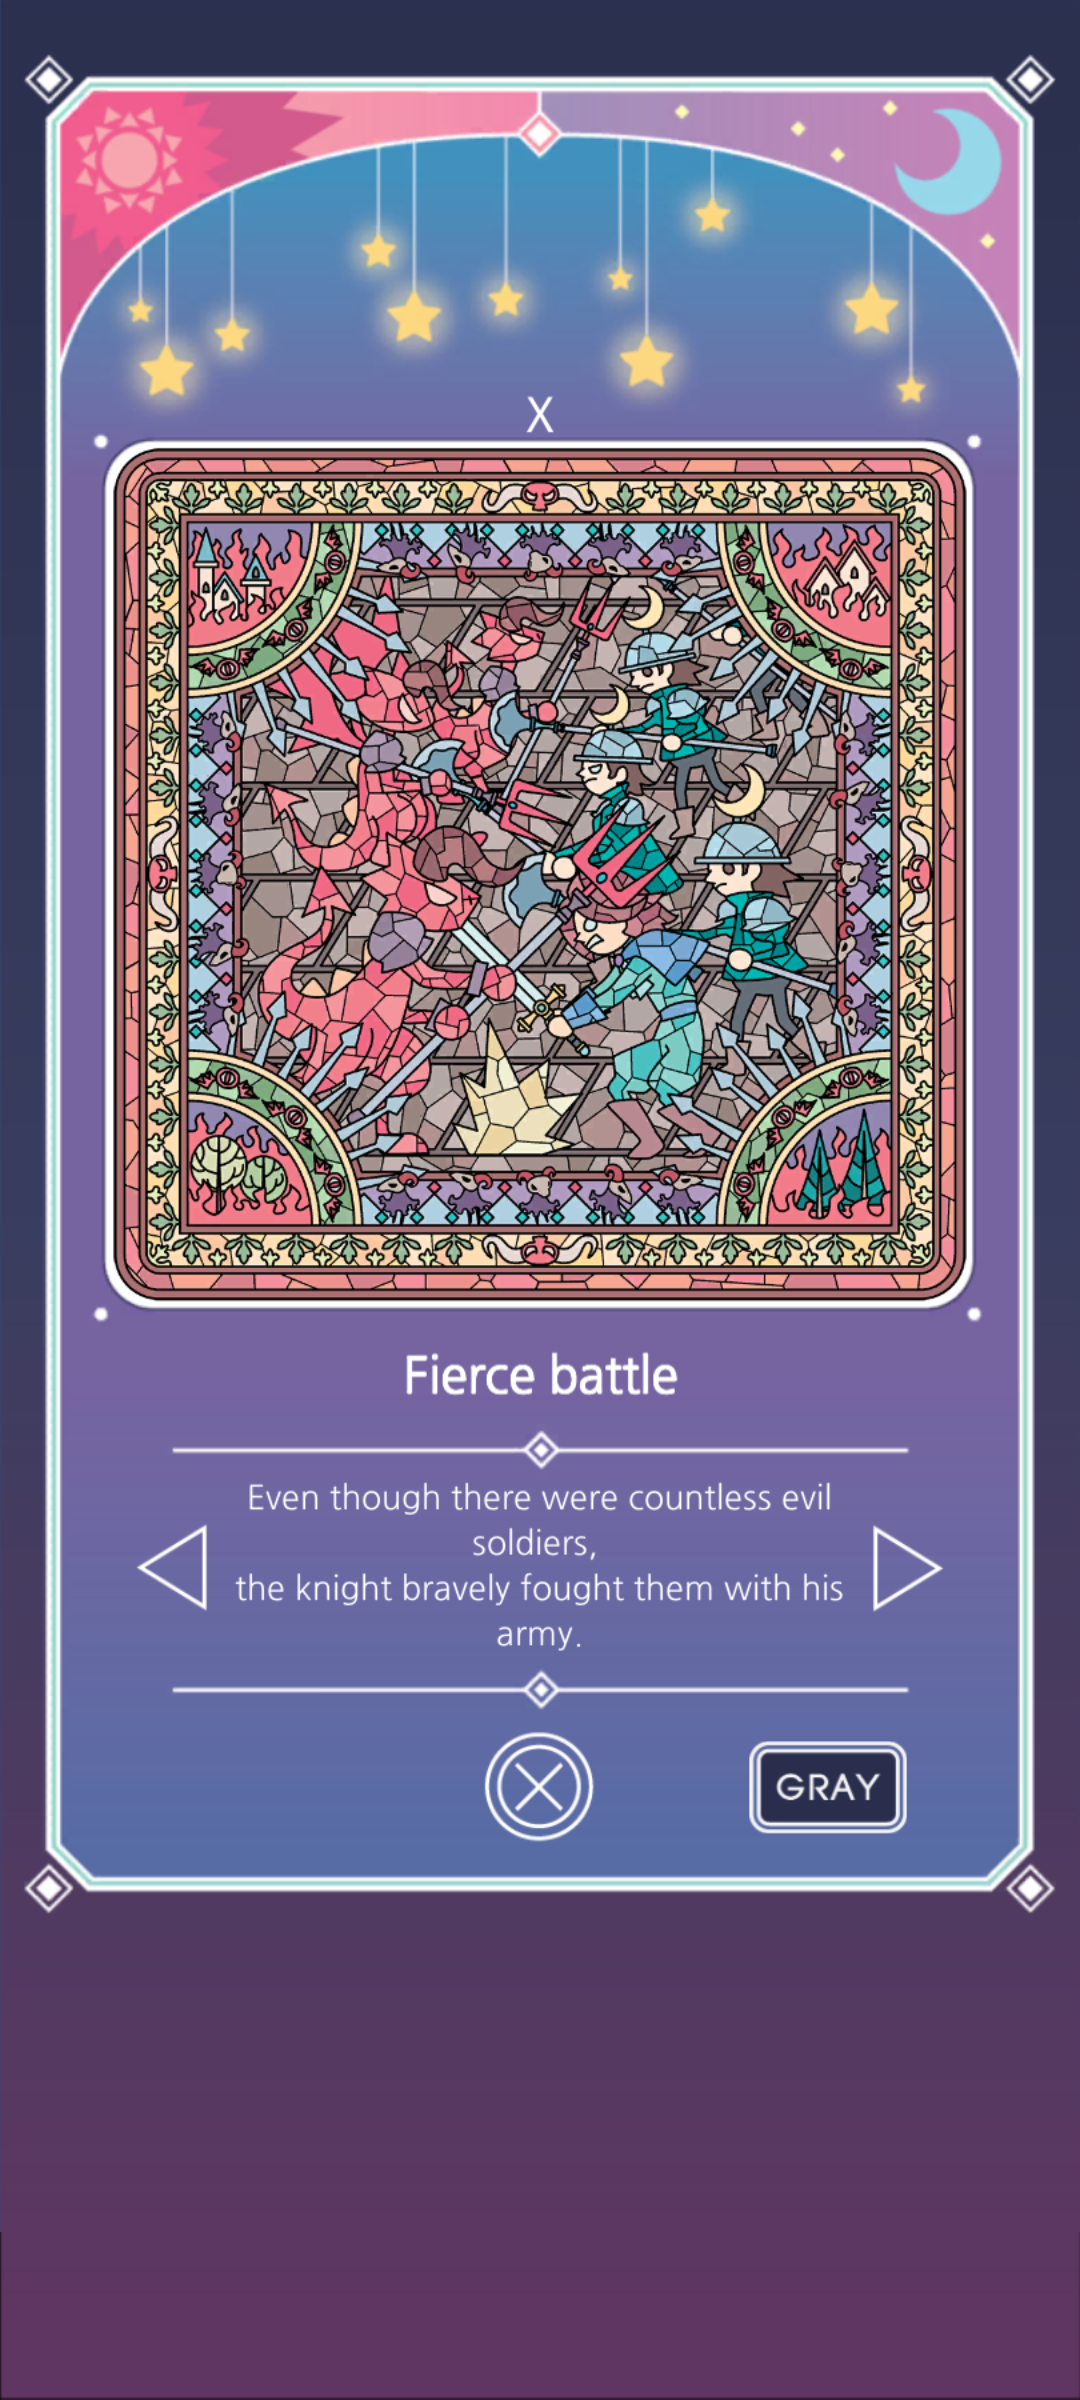 X
Fierce battle
Even though there were countless evil
soldiers,
the knight bravely fought them with his
army.
GRAY